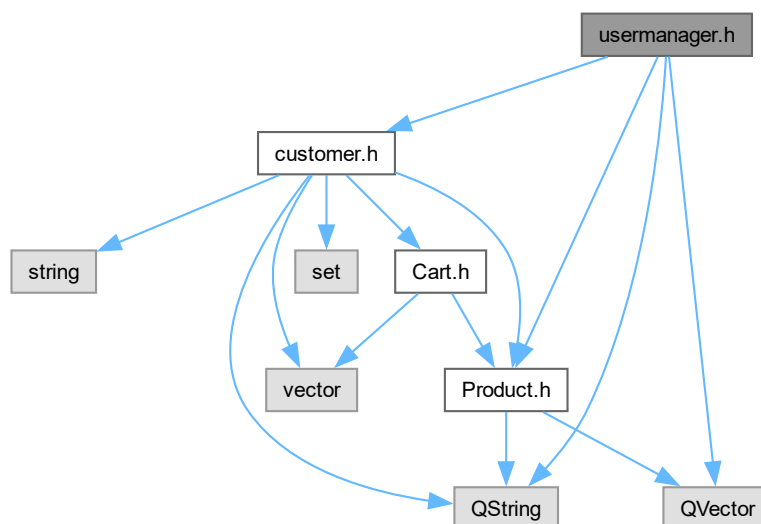 usermanager.h
customer.h
string
set
Cart.h
vector
Product.h
QString
QVector